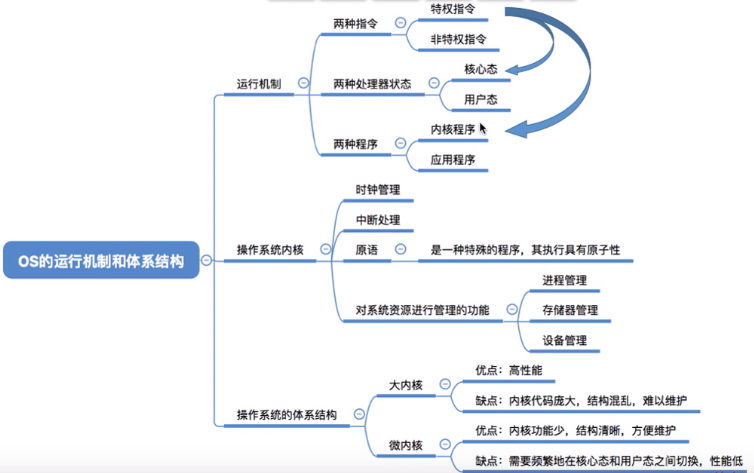 特权指令
两种指令
非特权指令
核心态
运行机制
两种处理器状态
用户态
内核程序
两种程序
应用程序
时钟管理
中断处理
OS的运行机制和体系结构
操作系统内核
原语
是一种特殊的程序，其执行具有原子性
进程管理
对系统资源进行管理的功能
存储器管理
设备管理
优点：高性能
大内核
缺点：内核代码庞大，结构混乱，难以维护
操作系统的体系结构
优点：内核功能少，结构清晰，方便维护
微内核
缺点：需要频繁地在核心态和用户态之间切换，性能低